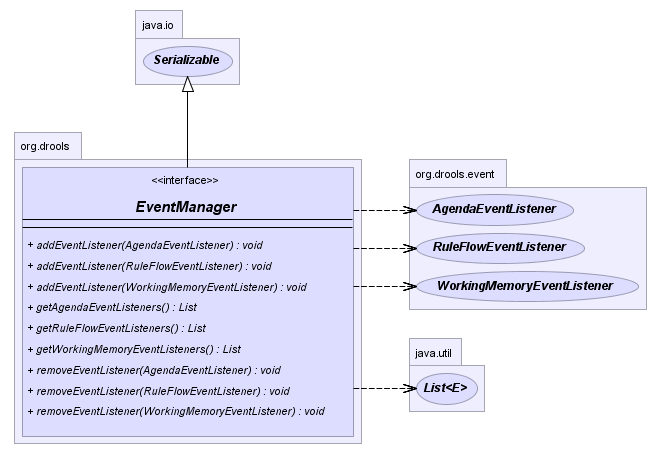 java.io
Serializable
org.drools
<<interface>>
EventManager
+ addEventListener(AgendaEventListener) : void
+ addEventListener(RuleFlowEventListener) : void
+ addEventListener(WorkingMemoryEventListener) : void
+ getAgendaEventListeners() : List
+ getRuleFlowEventListeners() : List
+ getWorkingMemoryEventListeners() : List
+ removeEventListener(AgendaEventListener) : void
+ removeEventListener(RuleFlowEventListener) : void
+ removeEventListener(WorkingMemoryEventListener) : void
org.drools.event
AgendaEventListener
RuleFlowEventListener
WorkingMemoryEventListener
java.util
List<E>